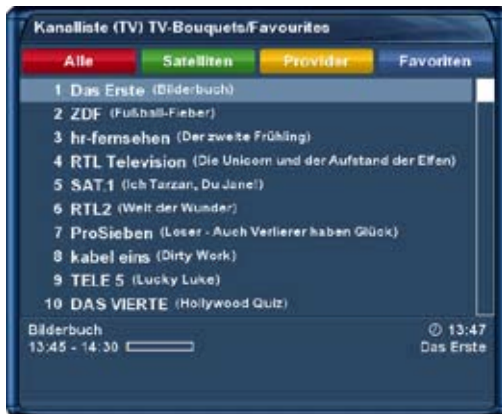 Kanalliste (TV) TV-Bouquets/Favourites
Alle Satelliten Provider Favoriten
1 Das Erste (Bilderbuch)
2 ZDF (Fußball-Fieber)
3 hr-fernsehen (Der zweite Frühling)
4 RTL Television (Die Unicorn und der Aufstand der Elfen)
5 SAT.1 (Ich Tarzan, Du Jane!)
6 RTL2 (Welt der Wunder)
7 ProSieben (Loser - Auch Verlierer haben Glück)
8 kabel eins (Dirty Work)
9 TELE 5 (Lucky Luke)
10 DAS VIERTE (Hollywood Quiz)
Bilderbuch 13:47
13:45 - 14:30 Das Erste